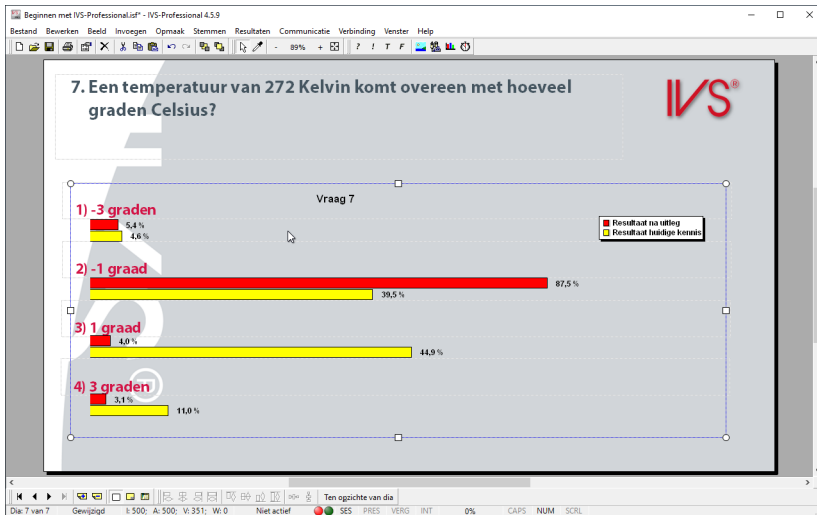 Beginnen met IVS-Professional.isf* - IVS-Professional 4.5.9
Bestand Bewerken Beeld Invoegen Opmaak Stemmen Resultaten Communicatie Verbinding Venster Help
- 89% + ? ! T F
7. Een temperatuur van 272 Kelvin komt overeen met hoeveel
graden Celsius?
IVS®
Vraag 7
1) -3 graden
5,4 %
4,6 %
Resultaat na uitleg
Resultaat huidige kennis
2) -1 graad
87,5 %
39,5 %
3) 1 graad
4,0 %
44,9 %
4) 3 graden
3,1 %
11,0 %
®
Ten opzichte van dia
Dia: 7 van 7 Gewijzigd I: 500; A: 500; V: 351; W: 0 Niet actief SES PRES VERG INT 0% CAPS NUM SCRL